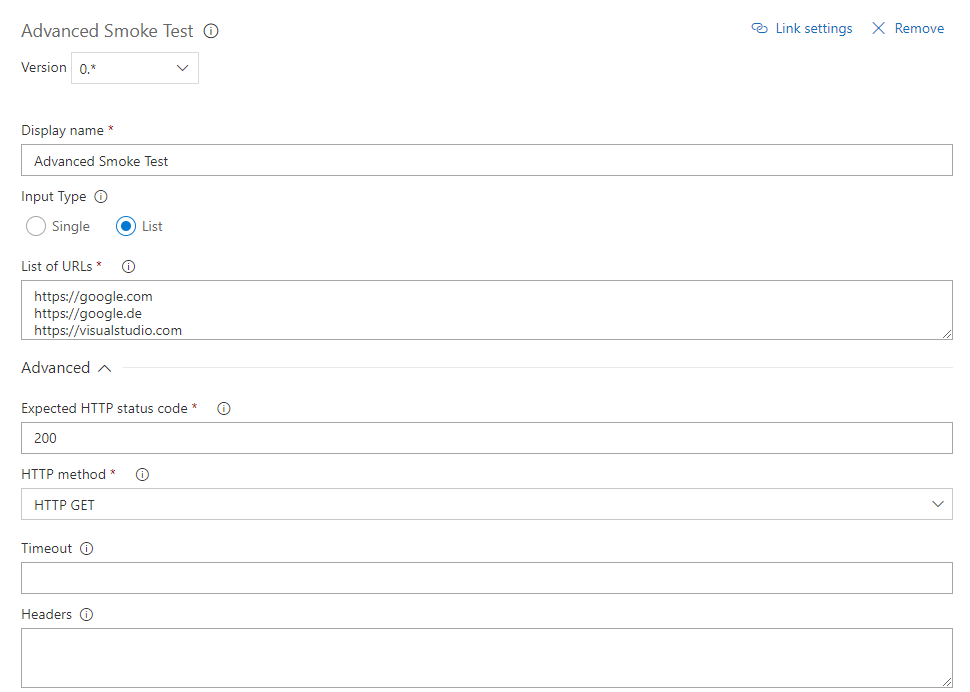 Advanced Smoke Test
Link settings
Remove
Version 0.*
Display name *
Advanced Smoke Test
Input Type
Single List
List of URLs *
https://google.com
https://google.de
https://visualstudio.com
Advanced
Expected HTTP status code *
200
HTTP method *
HTTP GET
Timeout
Headers